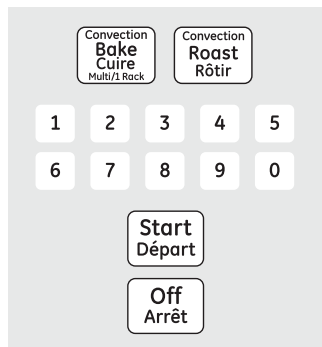 Convection
Bake
Cuire
Multi/1 Rack
Convection
Roast
Rôtir
1 2 3 4 5
6 7 8 9 0
Start
Départ
Off
Arrêt